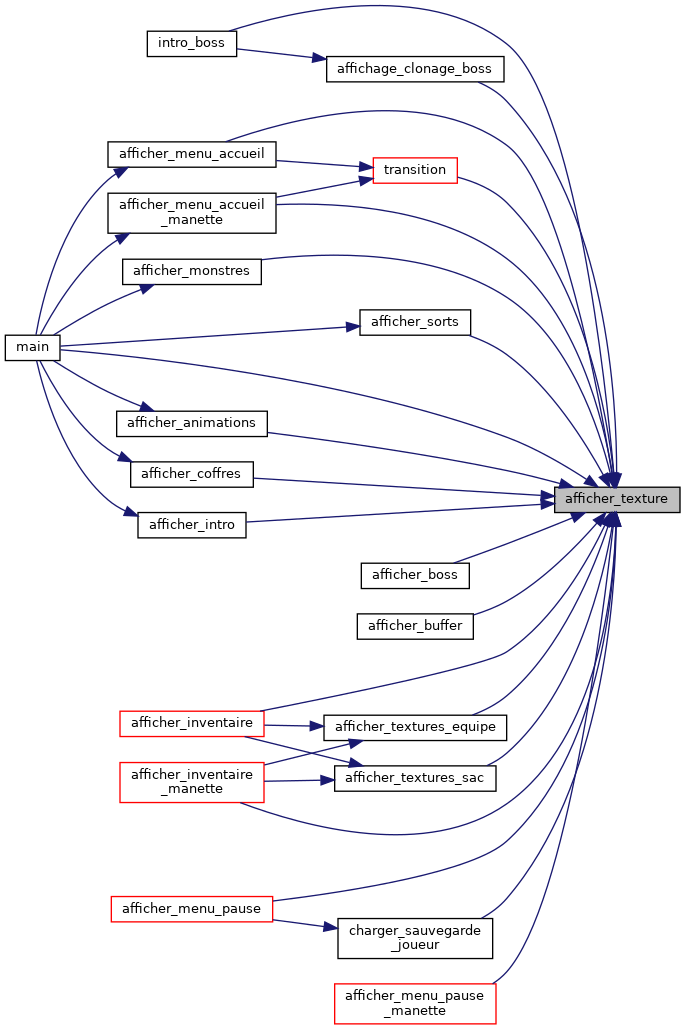 intro_boss
affichage_clonage_boss
afficher_menu_accueil
transition
afficher_menu_accueil
_manette
afficher_monstres
afficher_sorts
main
afficher_animations
afficher_coffres
afficher_texture
afficher_intro
afficher_boss
afficher_buffer
afficher_inventaire
afficher_textures_equipe
afficher_inventaire
_manette
afficher_textures_sac
afficher_menu_pause
charger_sauvegarde
_joueur
afficher_menu_pause
_manette